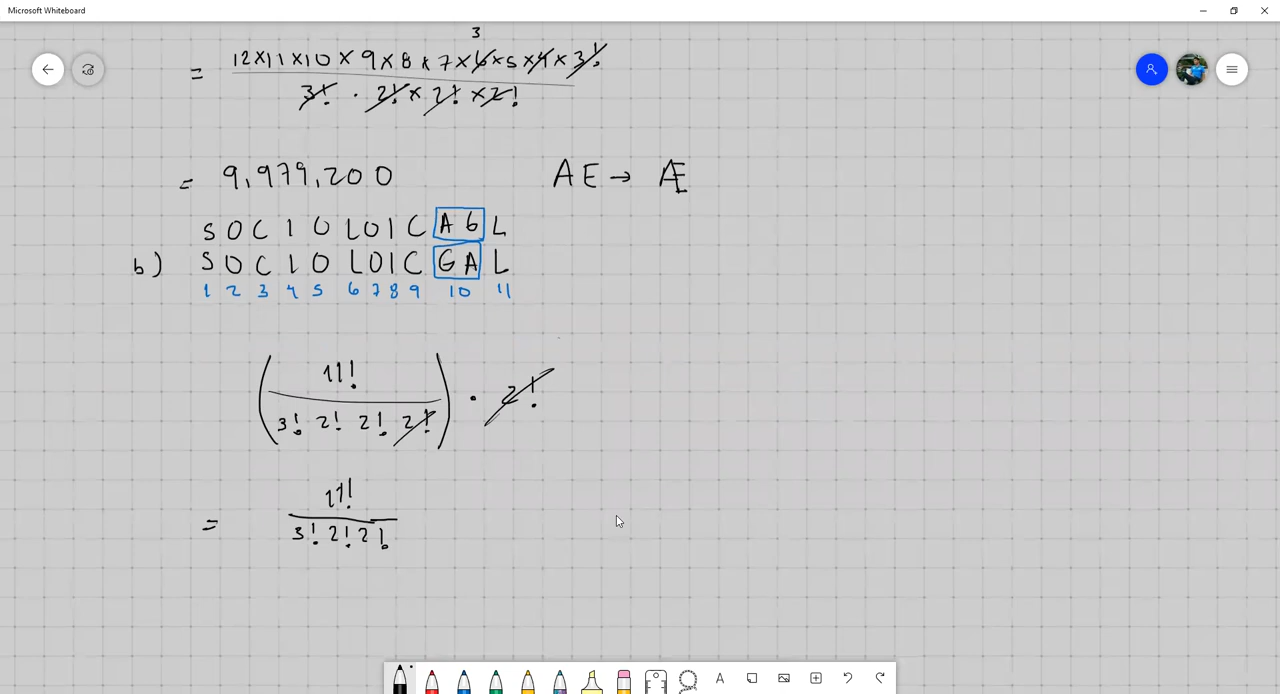 Microsoft Whiteboard
3
12×11×10×9×8×7×6×5×4×3!
=
3! · 2! × 2! × 2!
= 9,979,200
AE → Æ
S O C I O L O I C A G L
b) S O C I O L O I C G A L
1 2 3 4 5 6 7 8 9 10 11
( 11! ) · 2!
3! 2! 2! 2!
= 11!
3! 2! 2!
A